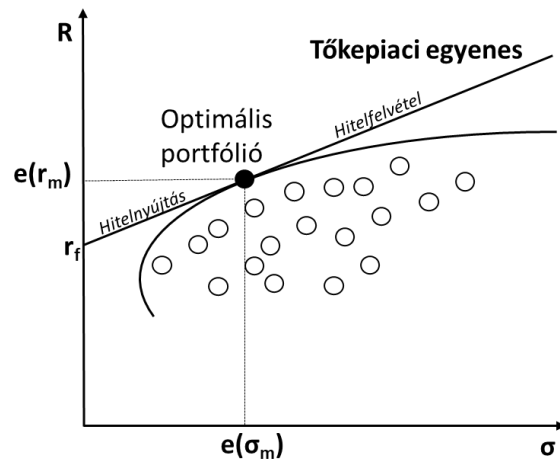 R
Tőkepiaci egyenes
Hitelfelvétel
Optimális
portfólió
e(rm)
Hitelnyújtás
rf
e(σm)
σ